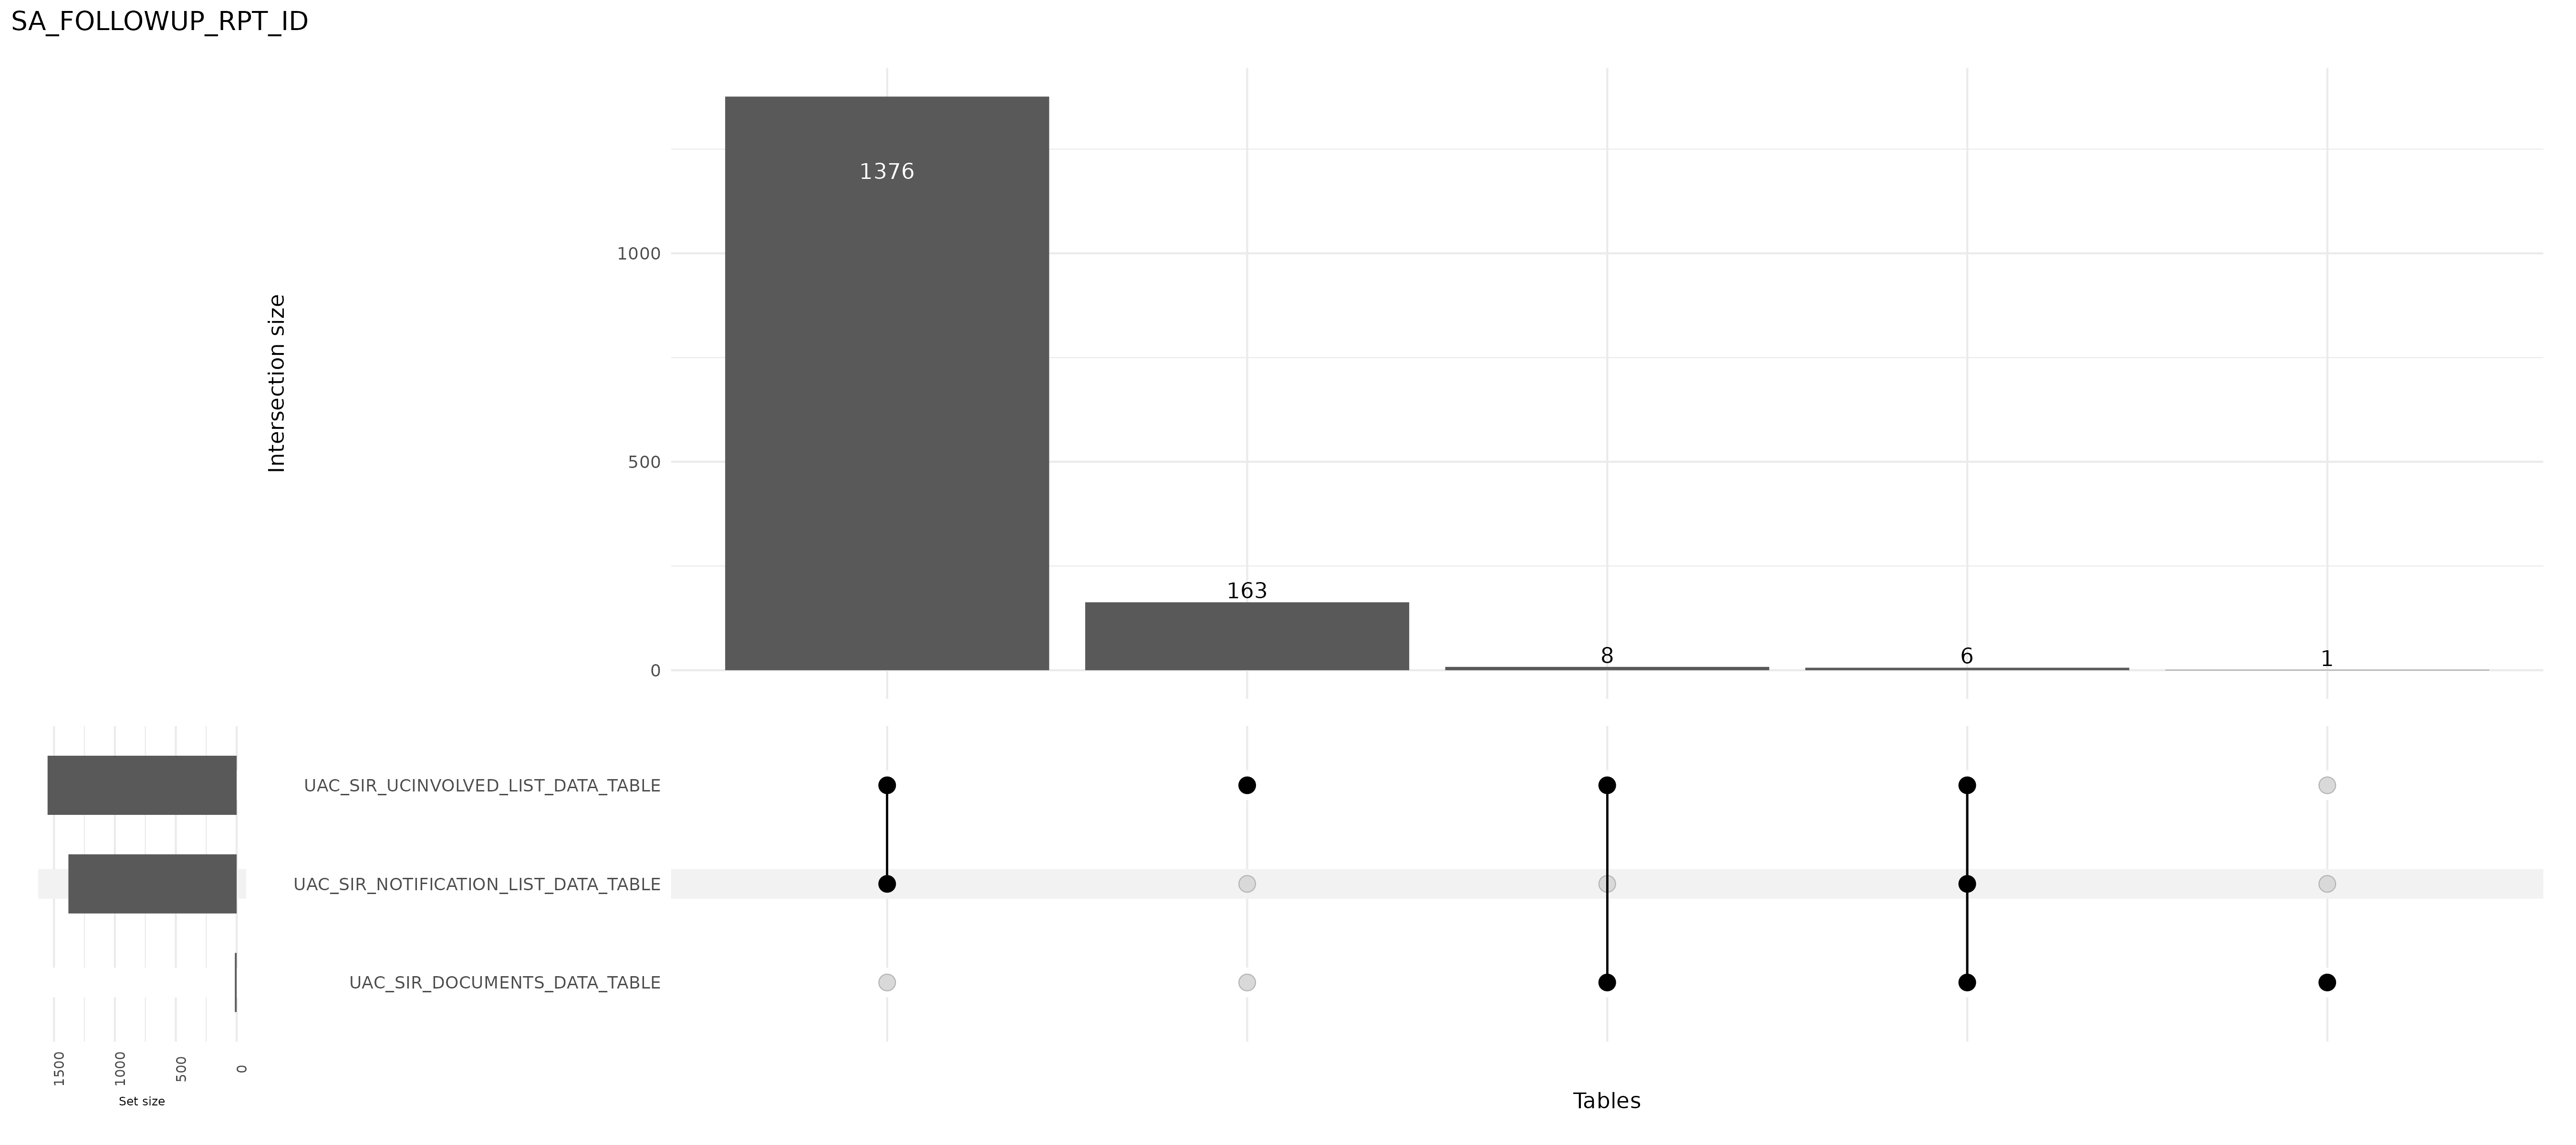 SA_FOLLOWUP_RPT_ID
Intersection size
1376
1000
500
163
8
6
1
0
UAC_SIR_UCINVOLVED_LIST_DATA_TABLE
UAC_SIR_NOTIFICATION_LIST_DATA_TABLE
UAC_SIR_DOCUMENTS_DATA_TABLE
1500
1000
500
0
Set size
Tables